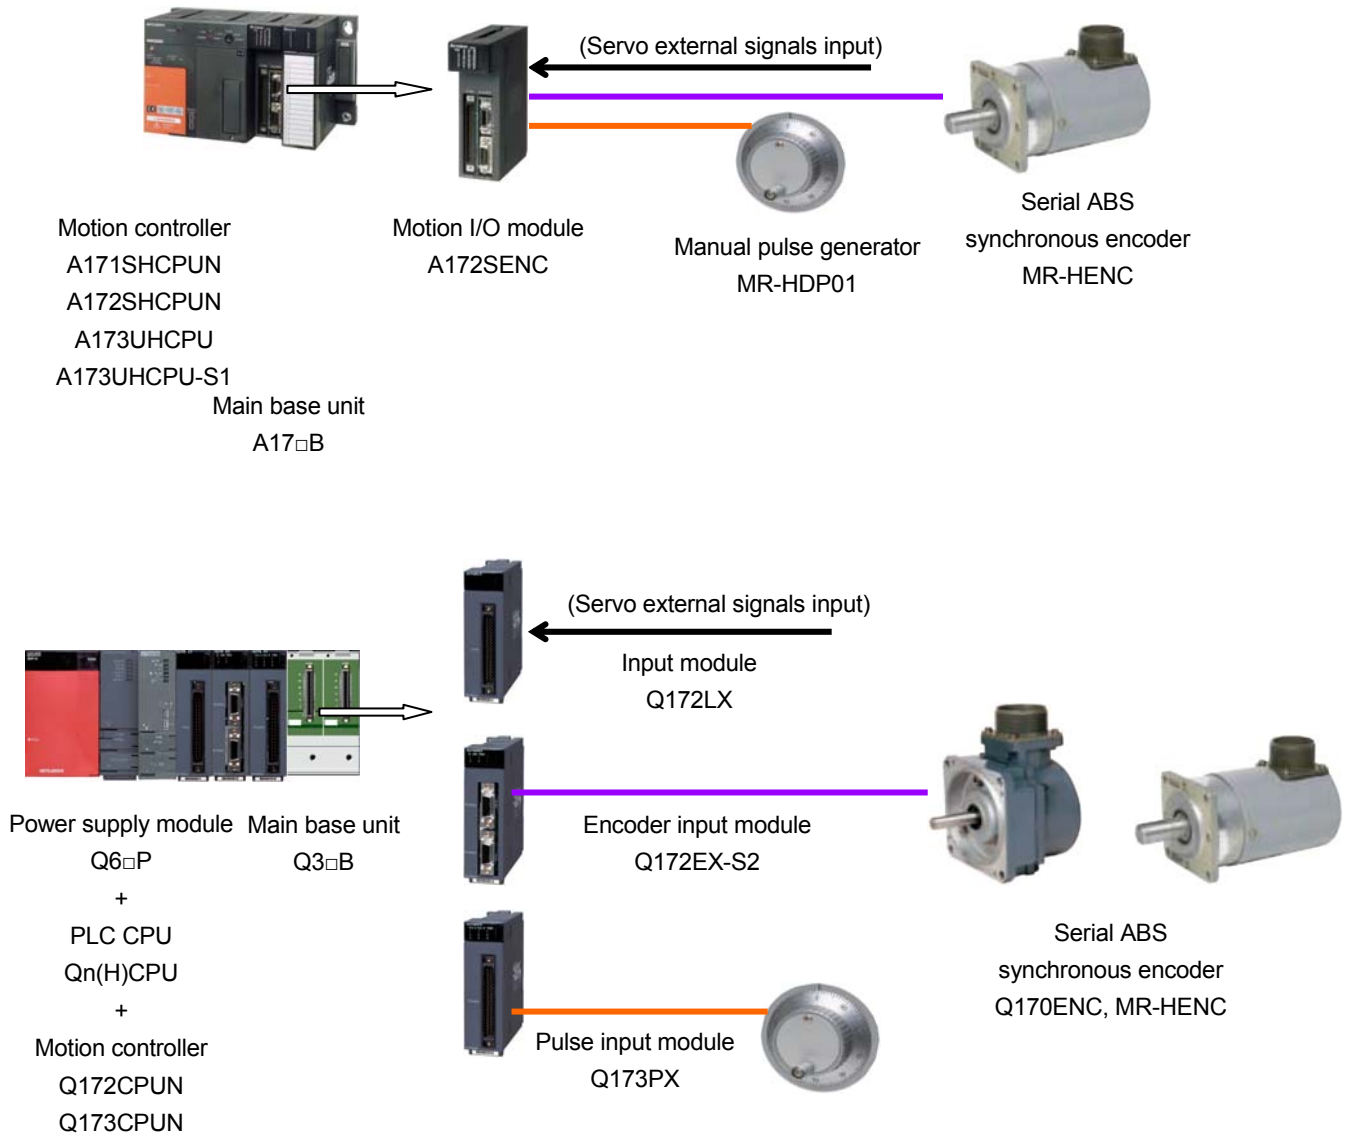 (Servo external signals input)
Motion controller
A171SHCPUN
A172SHCPUN
A173UHCPU
A173UHCPU-S1
Main base unit
A17□B
Motion I/O module
A172SENC
Manual pulse generator
MR-HDP01
Serial ABS
synchronous encoder
MR-HENC
(Servo external signals input)
Input module
Q172LX
Power supply module
Q6□P
+
PLC CPU
Qn(H)CPU
+
Motion controller
Q172CPUN
Q173CPUN
Main base unit
Q3□B
Encoder input module
Q172EX-S2
Pulse input module
Q173PX
Serial ABS
synchronous encoder
Q170ENC, MR-HENC